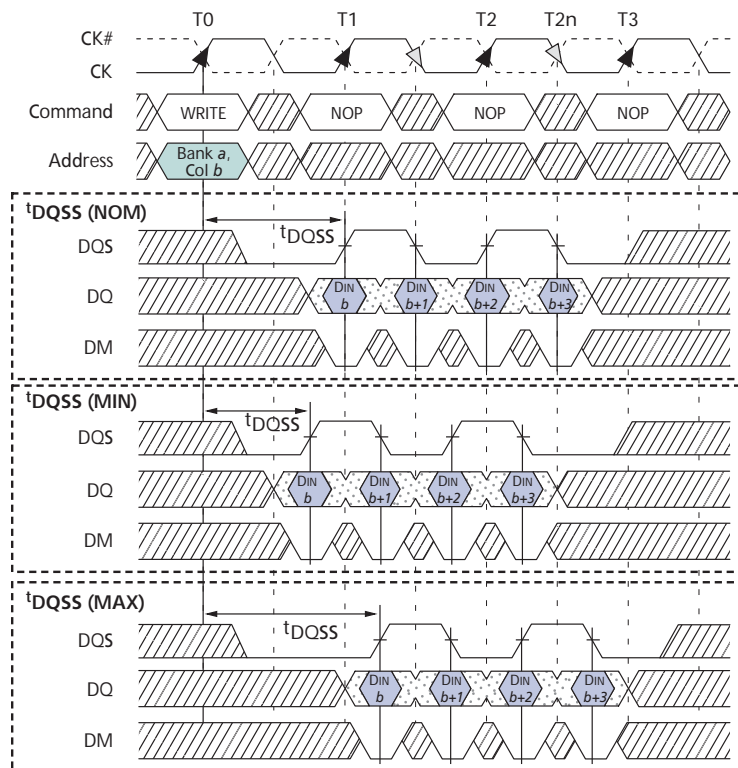 T0 T1 T2 T2n T3
CK#
CK
Command WRITE NOP NOP NOP
Address Bank a, Col b
tDQSS (NOM)
tDQSS
DQS
DQ DIN b DIN b+1 DIN b+2 DIN b+3
DM
tDQSS (MIN)
tDQSS
DQS
DQ DIN b DIN b+1 DIN b+2 DIN b+3
DM
tDQSS (MAX)
tDQSS
DQS
DQ DIN b DIN b+1 DIN b+2 DIN b+3
DM